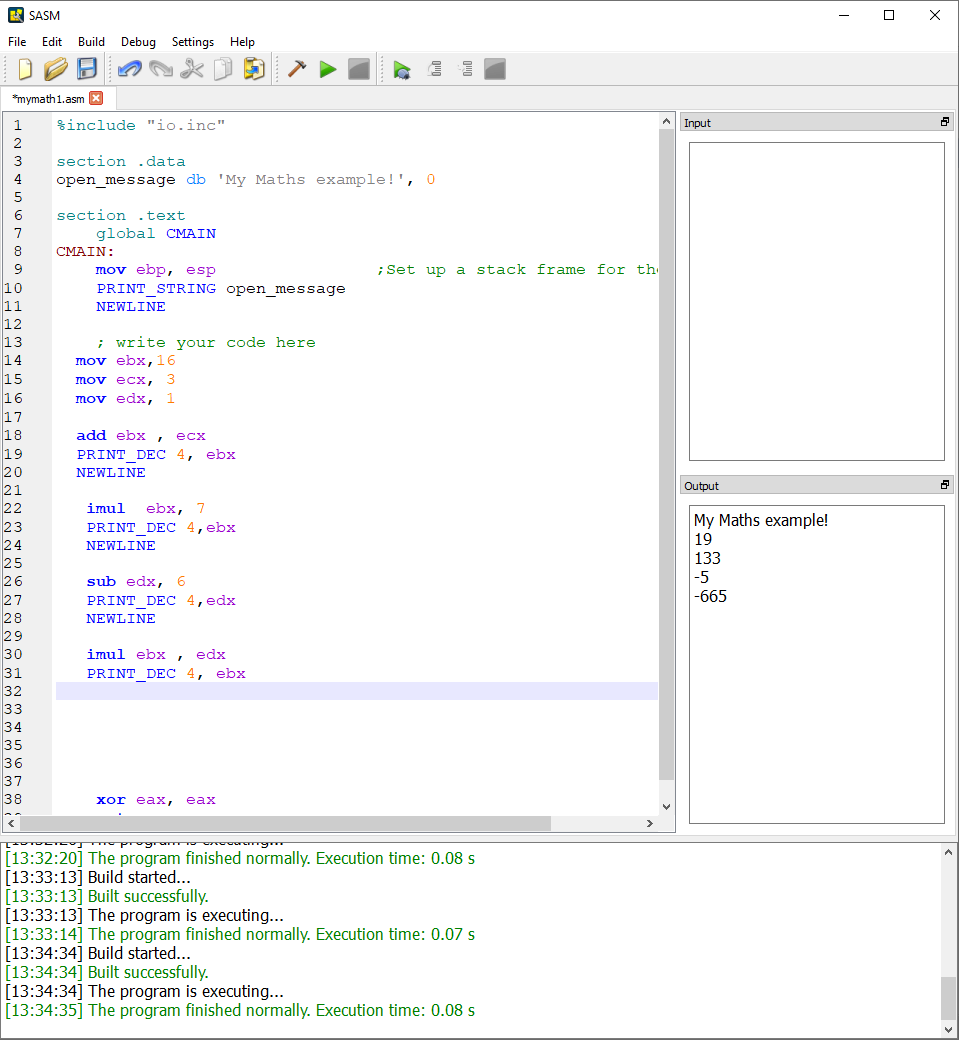 SASM
File Edit Build Debug Settings Help
*mymath1.asm
1 %include "io.inc"
2
3 section .data
4 open_message db 'My Maths example!', 0
5
6 section .text
7 global CMAIN
8 CMAIN:
9 mov ebp, esp ;Set up a stack frame for the
10 PRINT_STRING open_message
11 NEWLINE
12
13 ; write your code here
14 mov ebx,16
15 mov ecx, 3
16 mov edx, 1
17
18 add ebx , ecx
19 PRINT_DEC 4, ebx
20 NEWLINE
21
22 imul ebx, 7
23 PRINT_DEC 4,ebx
24 NEWLINE
25
26 sub edx, 6
27 PRINT_DEC 4,edx
28 NEWLINE
29
30 imul ebx , edx
31 PRINT_DEC 4, ebx
32
33
34
35
36
37
38 xor eax, eax
Input
Output
My Maths example!
19
133
-5
-665
[13:32:20] The program is executing...
[13:32:20] The program finished normally. Execution time: 0.08 s
[13:33:13] Build started...
[13:33:13] Built successfully.
[13:33:13] The program is executing...
[13:33:14] The program finished normally. Execution time: 0.07 s
[13:34:34] Build started...
[13:34:34] Built successfully.
[13:34:34] The program is executing...
[13:34:35] The program finished normally. Execution time: 0.08 s